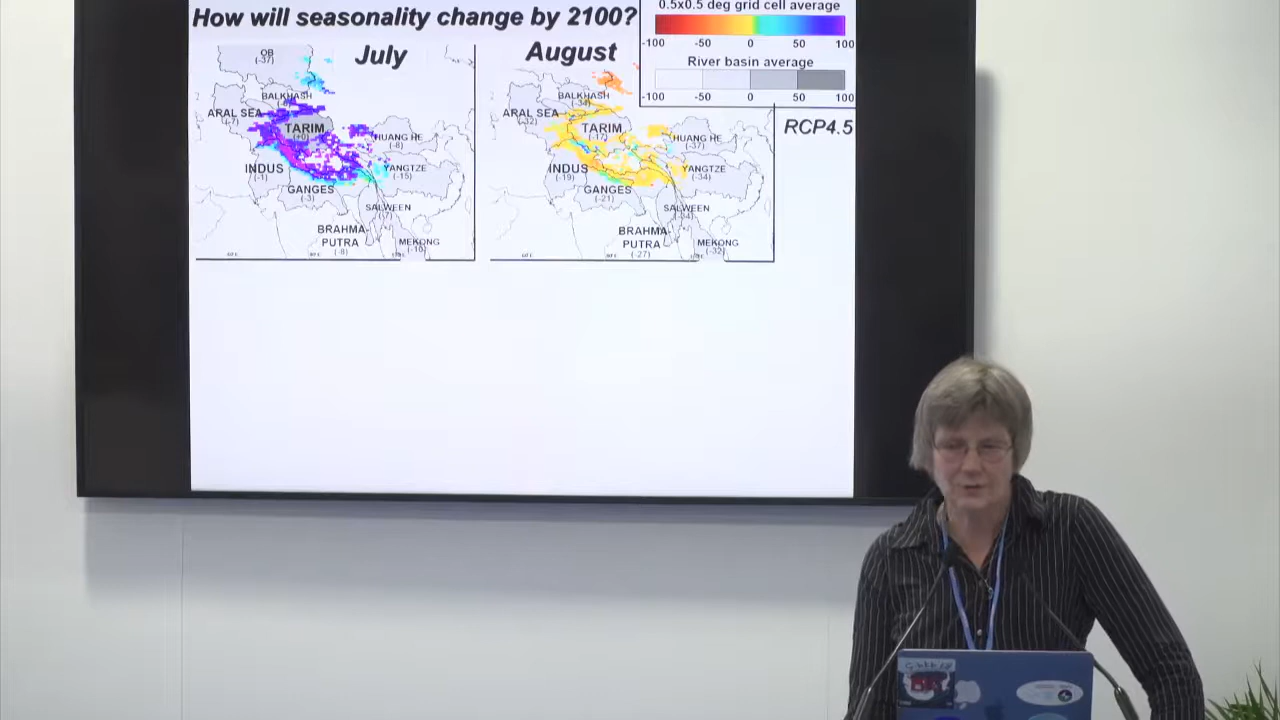 How will seasonality change by 2100?
0.5x0.5 deg grid cell average
-100 -50 0 50 100
River basin average
-100 -50 0 50 100
RCP4.5
July
OB
(-37)
BALKHASH
ARAL SEA
(-7)
TARIM
(+0)
HUANG HE
(-8)
INDUS
(-1)
YANGTZE
(-15)
GANGES
(-3)
SALWEEN
BRAHMA-
PUTRA
(-8)
MEKONG
(-10)
August
BALKHASH
(-34)
ARAL SEA
(-32)
TARIM
(-17)
HUANG HE
(-37)
INDUS
(-19)
YANGTZE
(-34)
GANGES
(-21)
SALWEEN
(-34)
BRAHMA-
PUTRA
(-27)
MEKONG
(-32)